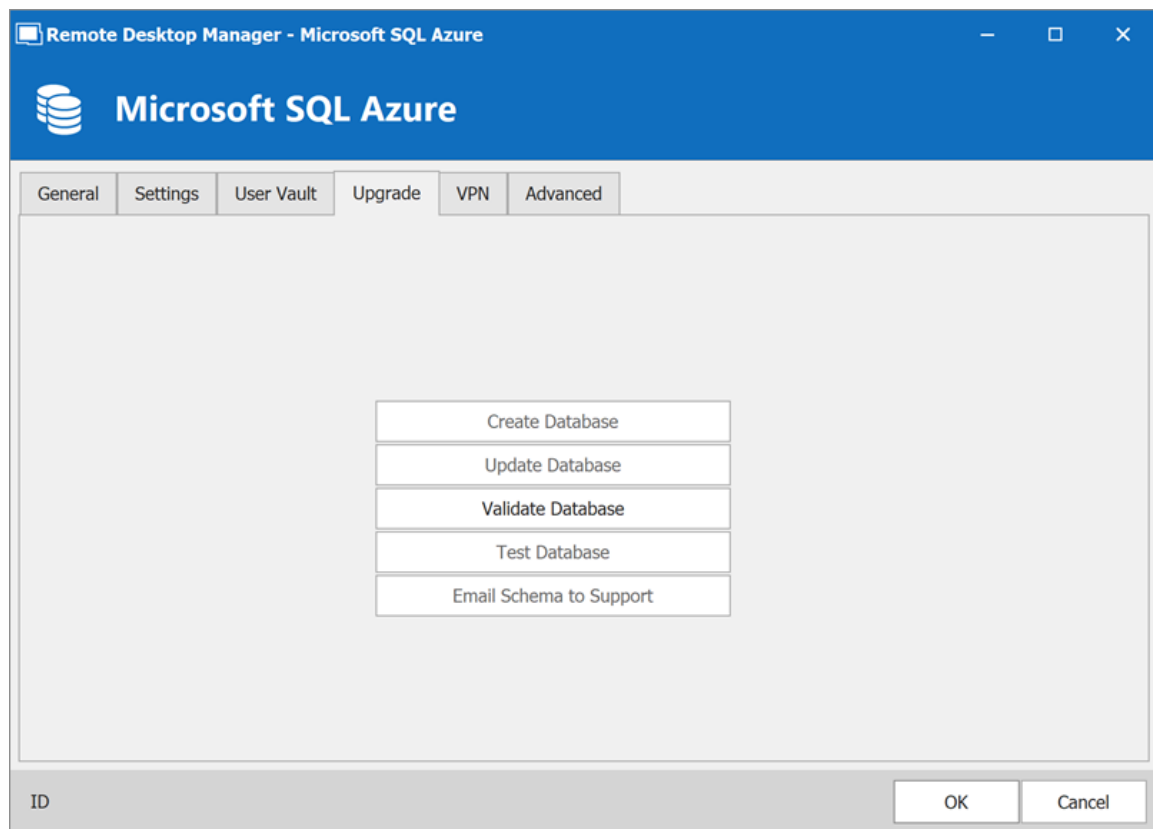 Remote Desktop Manager - Microsoft SQL Azure
Microsoft SQL Azure
General Settings User Vault Upgrade VPN Advanced
Create Database
Update Database
Validate Database
Test Database
Email Schema to Support
ID OK Cancel